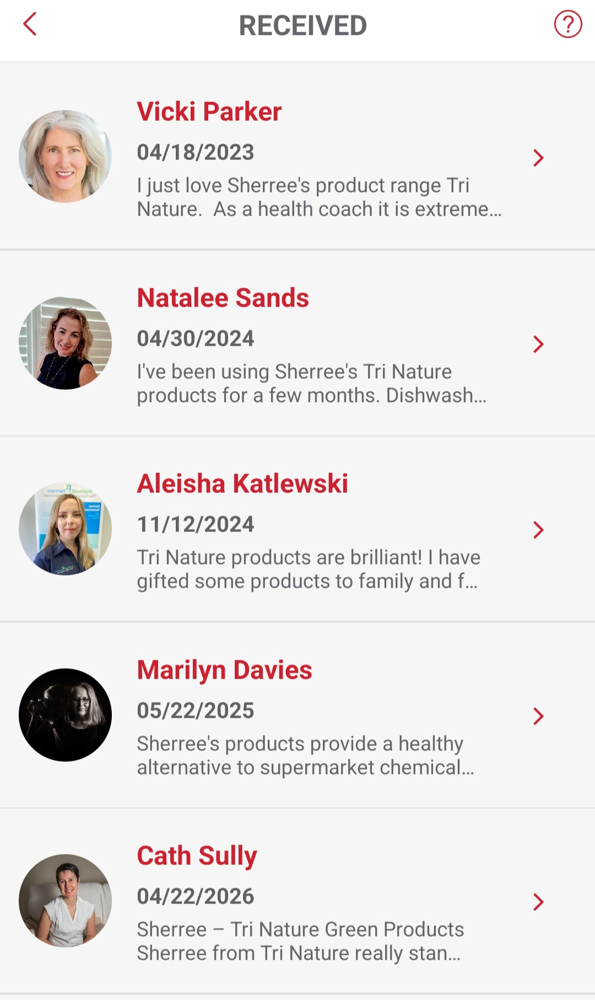 RECEIVED
?
Vicki Parker
04/18/2023
I just love Sherree's product range Tri
Nature.  As a health coach it is extreme...
Natalee Sands
04/30/2024
I've been using Sherree's Tri Nature
products for a few months. Dishwash...
Aleisha Katlewski
11/12/2024
Tri Nature products are brilliant! I have
gifted some products to family and f...
Marilyn Davies
05/22/2025
Sherree's products provide a healthy
alternative to supermarket chemical...
Cath Sully
04/22/2026
Sherree – Tri Nature Green Products
Sherree from Tri Nature really stan...